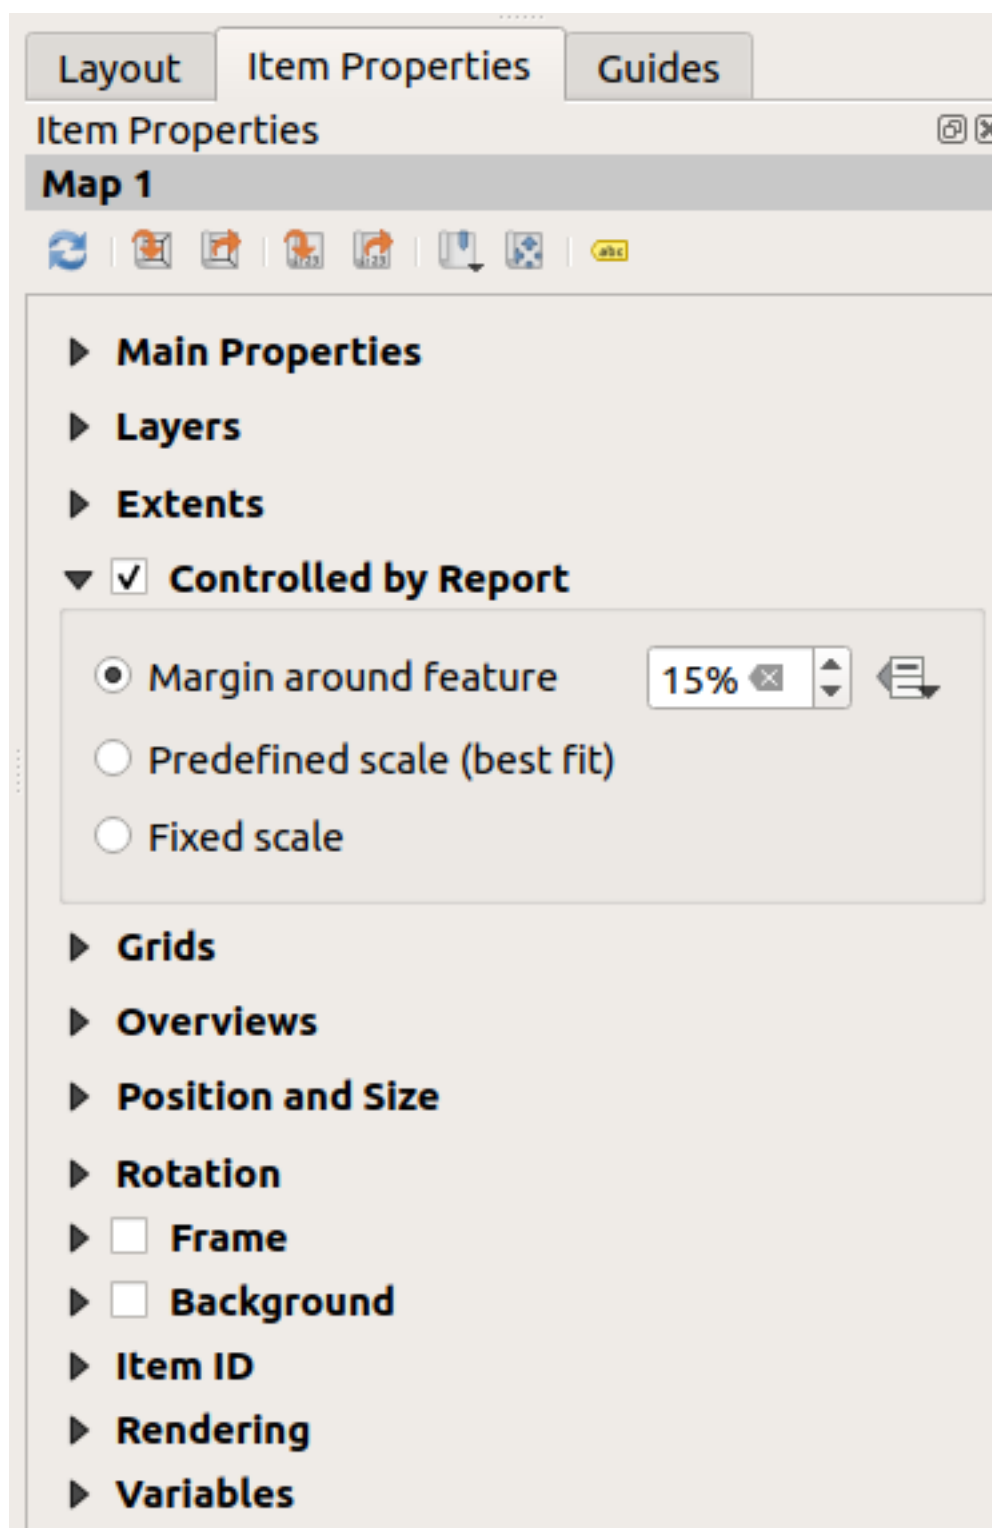 Layout Item Properties Guides
Item Properties
Map 1
abc
Main Properties
Layers
Extents
Controlled by Report
Margin around feature 15%
Predefined scale (best fit)
Fixed scale
Grids
Overviews
Position and Size
Rotation
Frame
Background
Item ID
Rendering
Variables